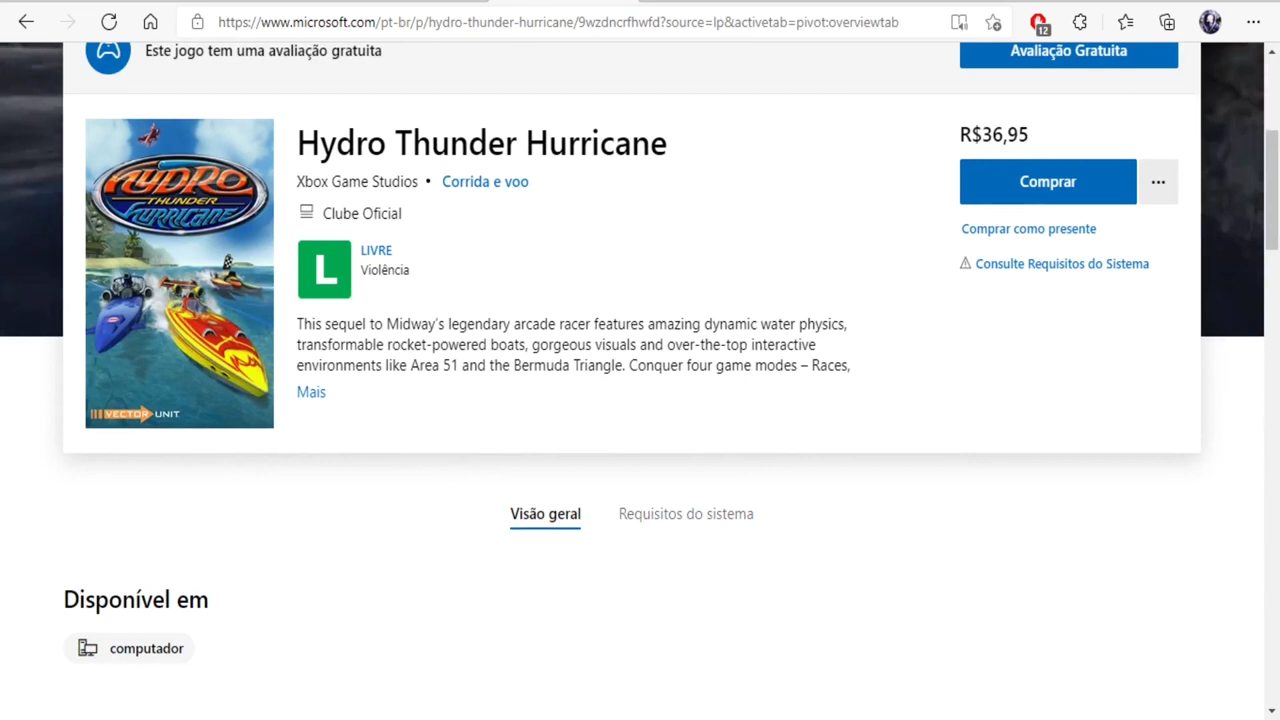 https://www.microsoft.com/pt-br/p/hydro-thunder-hurricane/9wzdncrfhwfd?source=lp&activetab=pivot:overviewtab
12
Este jogo tem uma avaliação gratuita
Avaliação Gratuita
HYDRO
THUNDER
HURRICANE
VECTOR UNIT
Hydro Thunder Hurricane
Xbox Game Studios • Corrida e voo
Clube Oficial
L
LIVRE
Violência
This sequel to Midway's legendary arcade racer features amazing dynamic water physics,
transformable rocket-powered boats, gorgeous visuals and over-the-top interactive
environments like Area 51 and the Bermuda Triangle. Conquer four game modes – Races,
Mais
R$36,95
Comprar
Comprar como presente
Consulte Requisitos do Sistema
Visão geral
Requisitos do sistema
Disponível em
computador